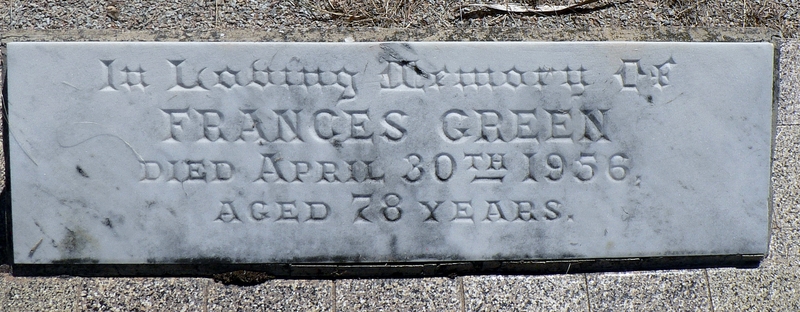 In Loving Memory Of
FRANCES GREEN
DIED APRIL 30TH 1956,
AGED 78 YEARS.